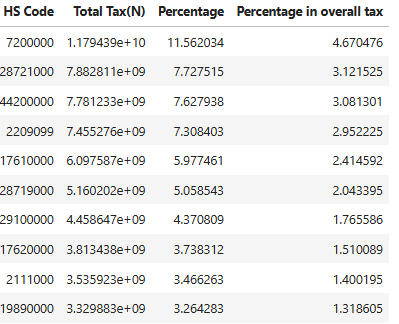 HS Code Total Tax(N) Percentage Percentage in overall tax
7200000 1.179439e+10 11.562034 4.670476
28721000 7.882811e+09 7.727515 3.121525
44200000 7.781233e+09 7.627938 3.081301
2209099 7.455276e+09 7.308403 2.952225
17610000 6.097587e+09 5.977461 2.414592
28719000 5.160202e+09 5.058543 2.043395
29100000 4.458647e+09 4.370809 1.765586
17620000 3.813438e+09 3.738312 1.510089
2111000 3.535923e+09 3.466263 1.400195
19890000 3.329883e+09 3.264283 1.318605